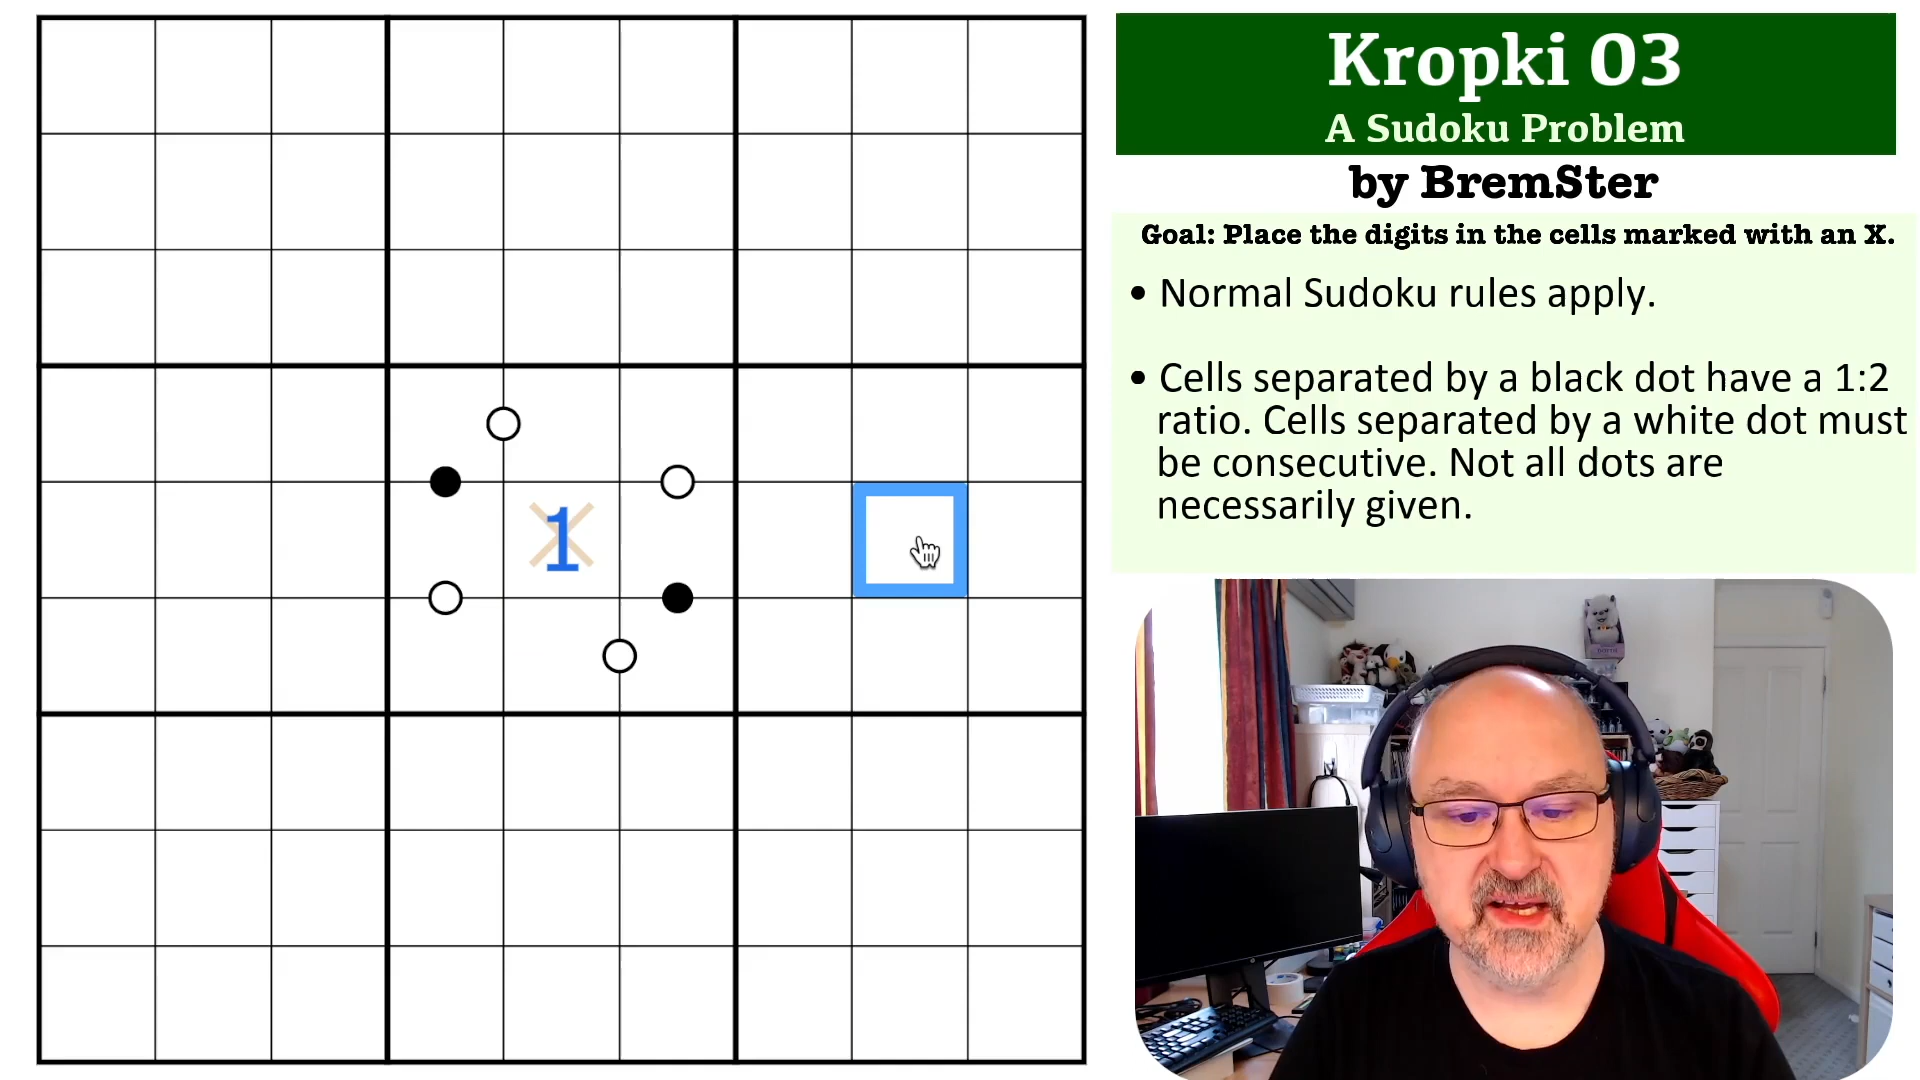 Kropki 03
A Sudoku Problem
by BremSter
Goal: Place the digits in the cells marked with an X.
• Normal Sudoku rules apply.
• Cells separated by a black dot have a 1:2
ratio. Cells separated by a white dot must
be consecutive. Not all dots are
necessarily given.
1